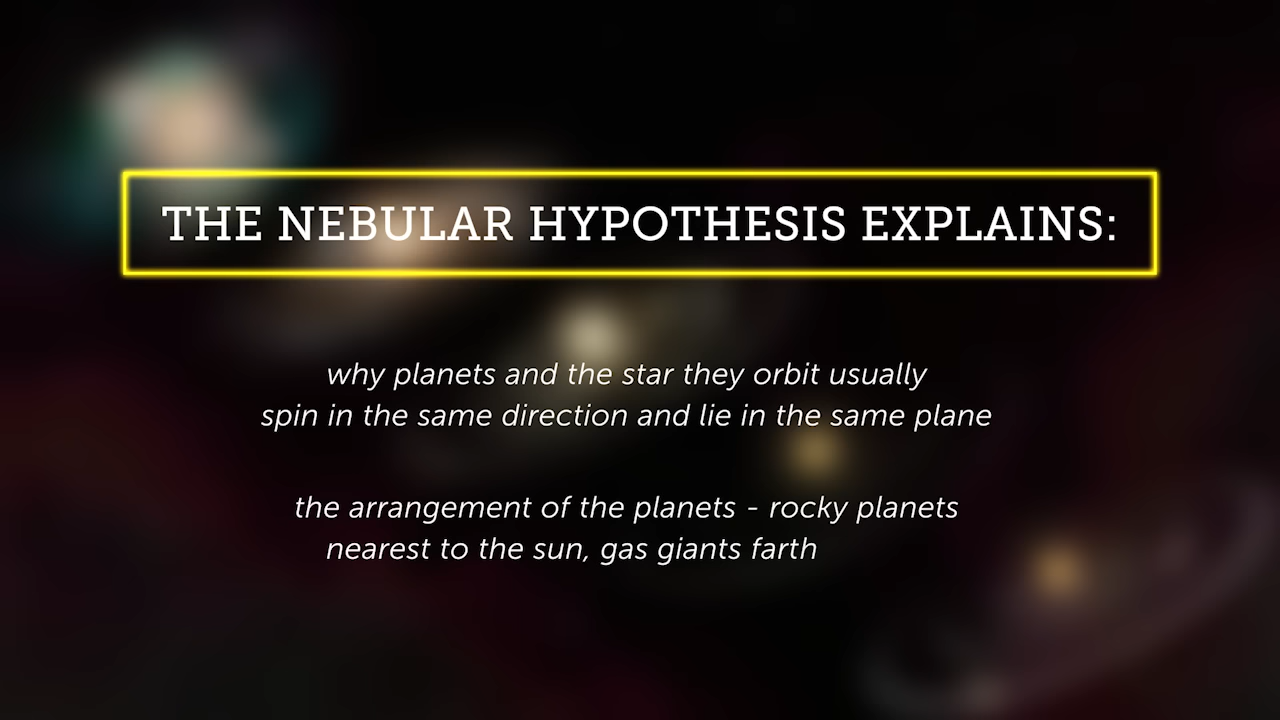 THE NEBULAR HYPOTHESIS EXPLAINS:
why planets and the star they orbit usually
spin in the same direction and lie in the same plane
the arrangement of the planets - rocky planets
nearest to the sun, gas giants farth